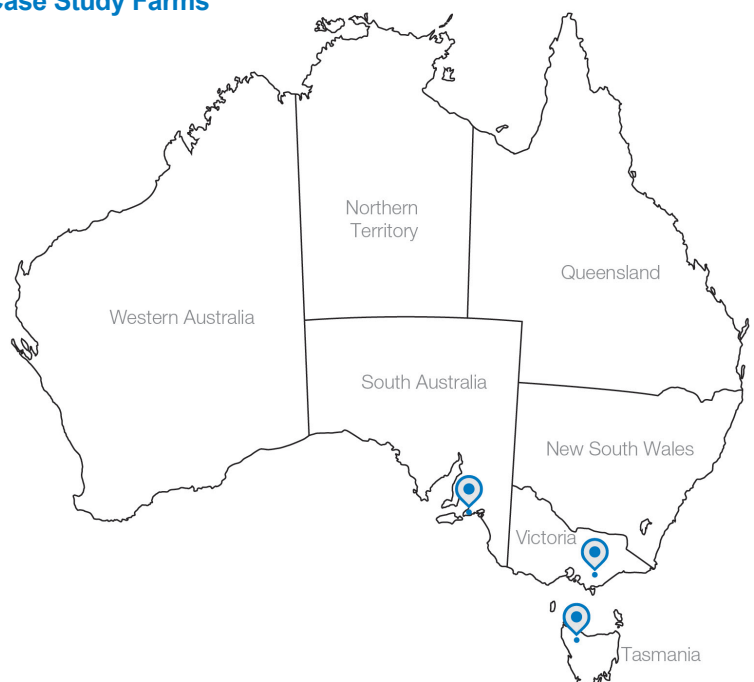 Case Study Farms
Northern
Territory
Queensland
Western Australia
South Australia
New South Wales
Victoria
Tasmania